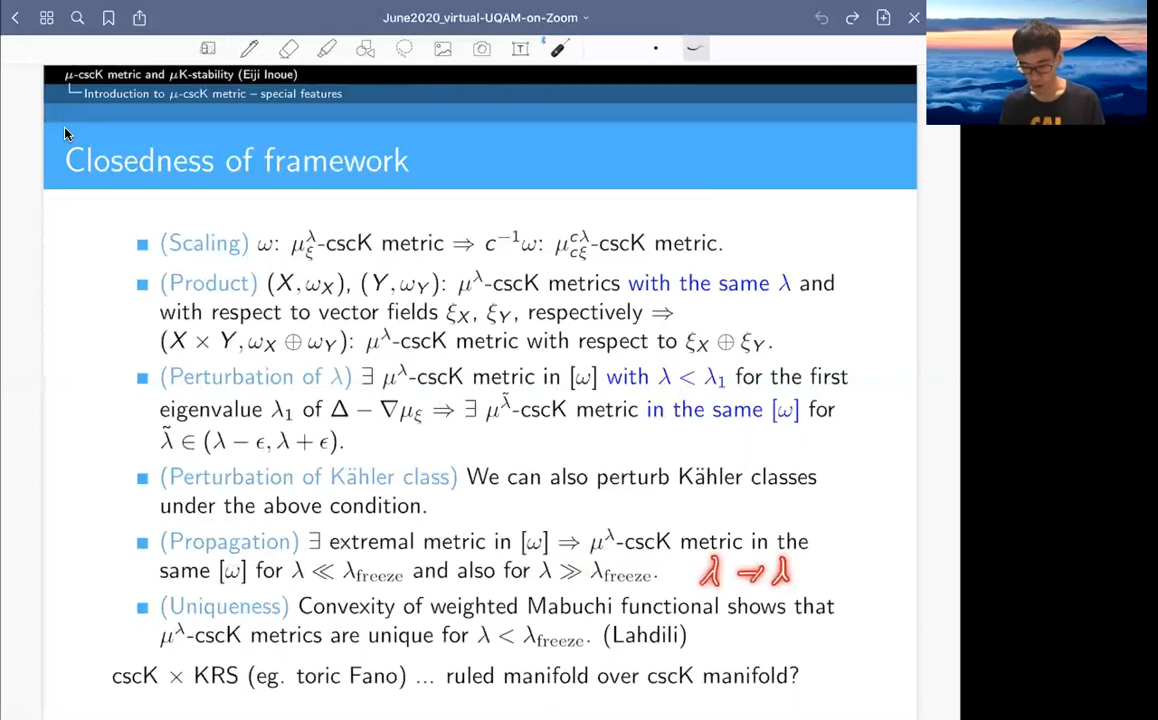 June2020_virtual-UQAM-on-Zoom
μ-cscK metric and μK-stability (Eiji Inoue)
Introduction to μ-cscK metric – special features
Closedness of framework
(Scaling) ω: μ^λ_ξ-cscK metric ⇒ c⁻¹ω: μ^{cλ}_{cξ}-cscK metric.
(Product) (X, ω_X), (Y, ω_Y): μ^λ-cscK metrics with the same λ and
with respect to vector fields ξ_X, ξ_Y, respectively ⇒
(X × Y, ω_X ⊕ ω_Y): μ^λ-cscK metric with respect to ξ_X ⊕ ξ_Y.
(Perturbation of λ) ∃ μ^λ-cscK metric in [ω] with λ < λ₁ for the first
eigenvalue λ₁ of Δ − ∇μ_ξ ⇒ ∃ μ^λ̃-cscK metric in the same [ω] for
λ̃ ∈ (λ − ϵ, λ + ϵ).
(Perturbation of Kähler class) We can also perturb Kähler classes
under the above condition.
(Propagation) ∃ extremal metric in [ω] ⇒ μ^λ-cscK metric in the
same [ω] for λ ≪ λ_freeze and also for λ ≫ λ_freeze. λ → λ
(Uniqueness) Convexity of weighted Mabuchi functional shows that
μ^λ-cscK metrics are unique for λ < λ_freeze. (Lahdili)
cscK × KRS (eg. toric Fano) ... ruled manifold over cscK manifold?
CAL